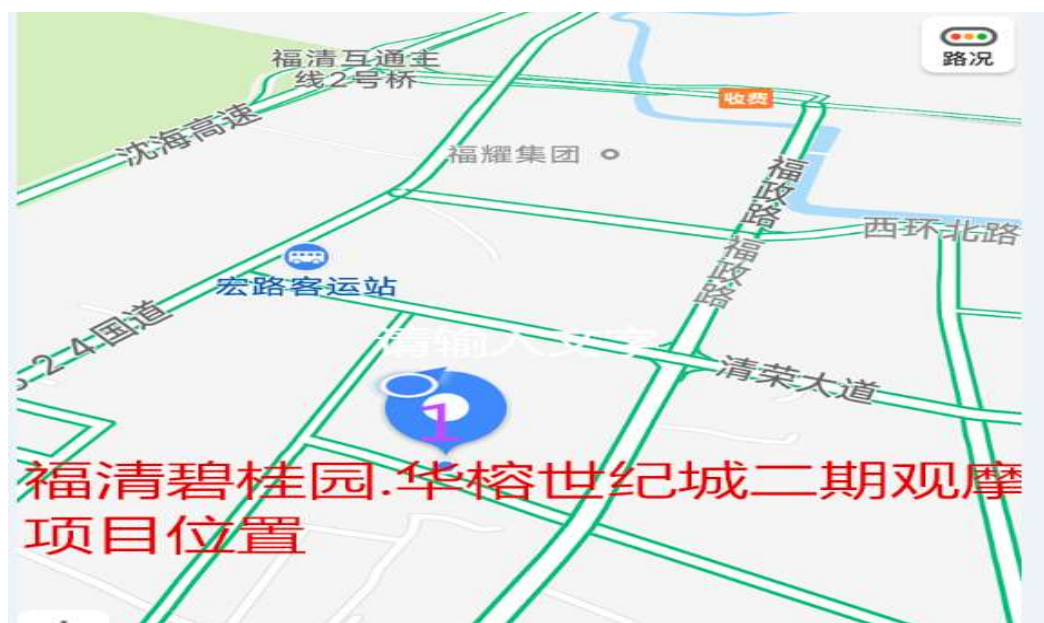 路况
福清互通主
线2号桥
收费
沈海高速
福耀集团
福政路
西环北路
福政路
宏路客运站
324国道
请输入文字
清荣大道
1
福清碧桂园.华榕世纪城二期观摩
项目位置